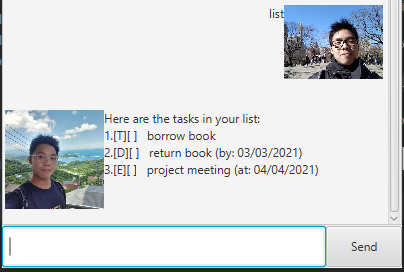 list
Here are the tasks in your list:
1.[T][ ] borrow book
2.[D][ ] return book (by: 03/03/2021)
3.[E][ ] project meeting (at: 04/04/2021)
Send